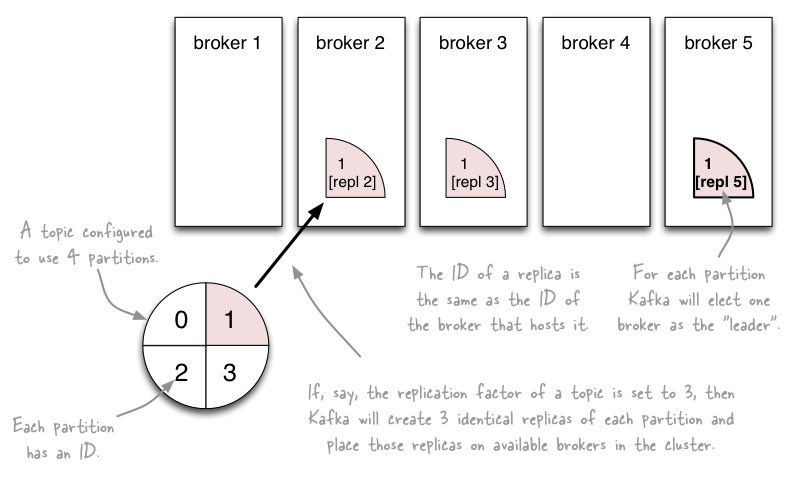 broker 1
broker 2
broker 3
broker 4
broker 5
1
[repl 2]
1
[repl 3]
1
[repl 5]
A topic configured
to use 4 partitions.
The ID of a replica is
the same as the ID of
the broker that hosts it.
For each partition
Kafka will elect one
broker as the "leader".
0
1
2
3
If, say, the replication factor of a topic is set to 3, then
Kafka will create 3 identical replicas of each partition and
place those replicas on available brokers in the cluster.
Each partition
has an ID.